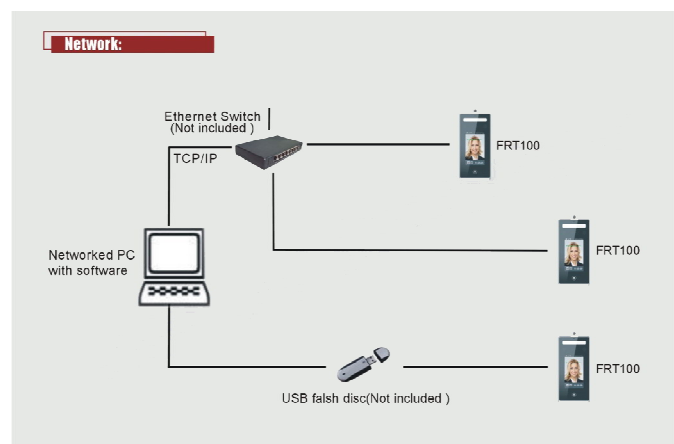 Network:
Ethernet Switch
(Not included )
TCP/IP
FRT100
Networked PC
with software
FRT100
FRT100
USB falsh disc(Not included )